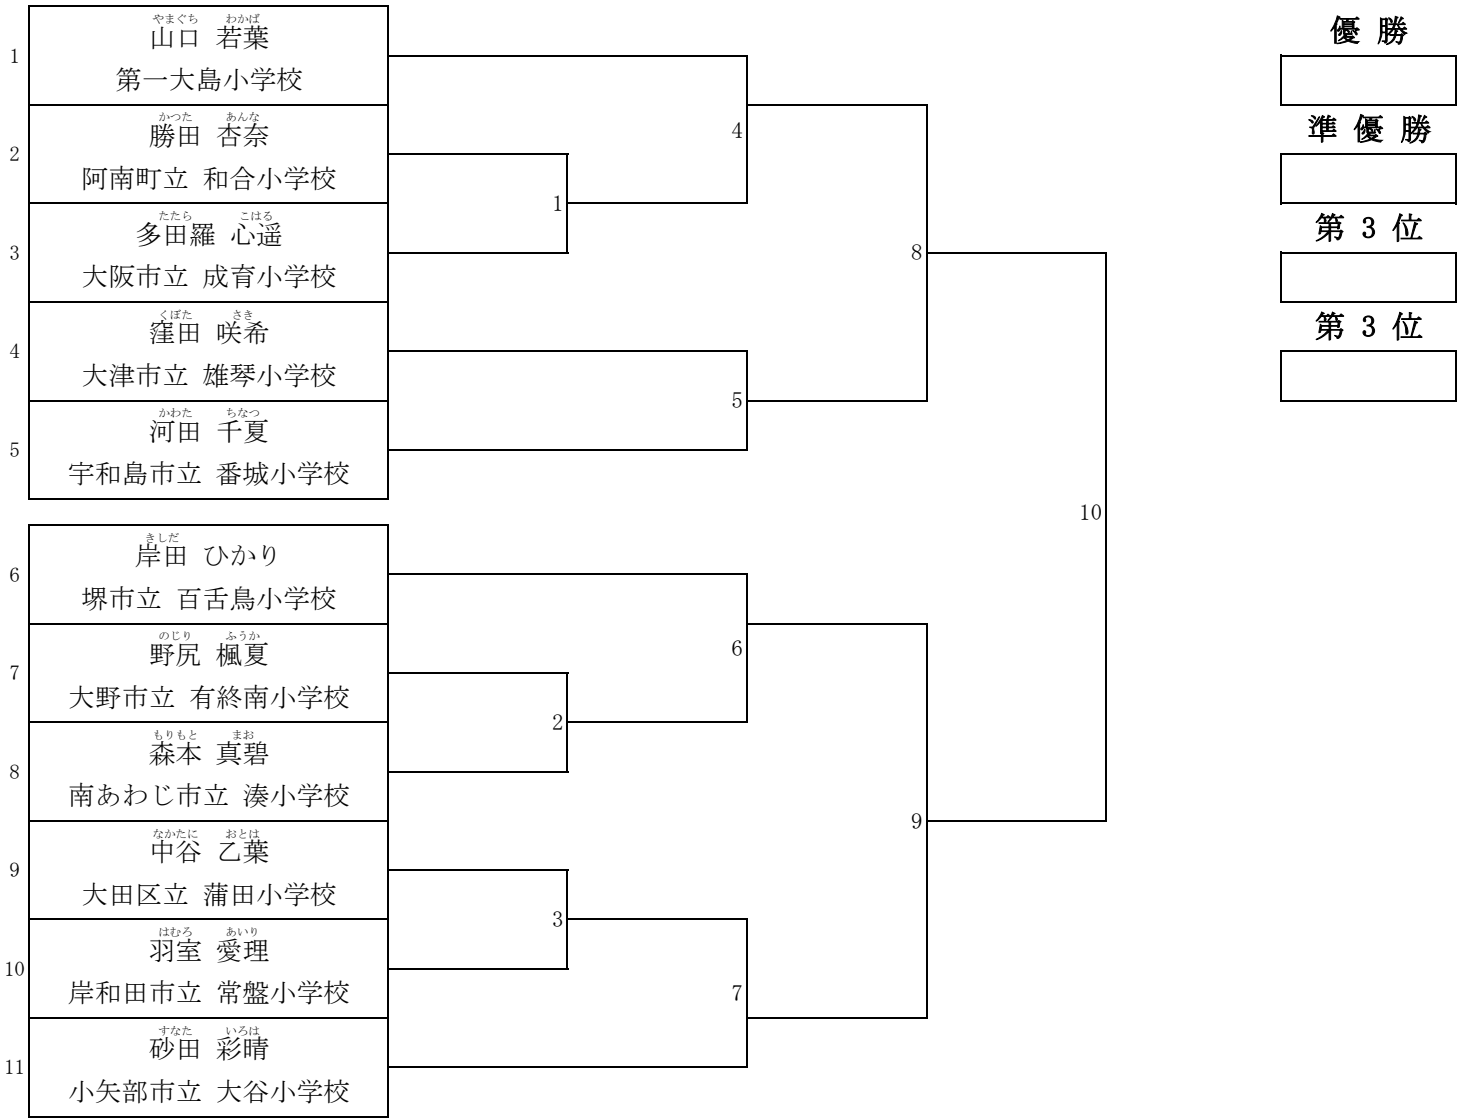 やまぐち わかば
1 山口 若葉
第一大島小学校
かつた あんな
2 勝田 杏奈
阿南町立 和合小学校
たたら こはる
3 多田羅 心遥
大阪市立 成育小学校
くぼた さき
4 窪田 咲希
大津市立 雄琴小学校
かわた ちなつ
5 河田 千夏
宇和島市立 番城小学校
きしだ
6 岸田 ひかり
堺市立 百舌鳥小学校
のじり ふうか
7 野尻 楓夏
大野市立 有終南小学校
もりもと まお
8 森本 真碧
南あわじ市立 湊小学校
なかたに おとは
9 中谷 乙葉
大田区立 蒲田小学校
はむろ あいり
10 羽室 愛理
岸和田市立 常盤小学校
すなた いろは
11 砂田 彩晴
小矢部市立 大谷小学校
1
2
3
4
5
6
7
8
9
10
優 勝
準 優 勝
第 3 位
第 3 位